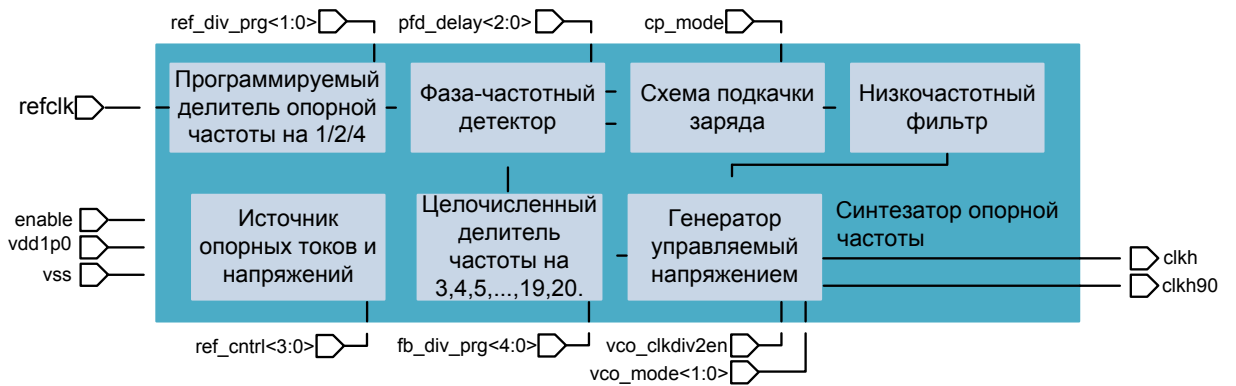 ref_div_prg<1:0>
pfd_delay<2:0>
cp_mode
refclk
Программируемый
делитель опорной
частоты на 1/2/4
Фаза-частотный
детектор
Схема подкачки
заряда
Низкочастотный
фильтр
enable
vdd1p0
vss
Источник
опорных токов и
напряжений
Целочисленный
делитель
частоты на
3,4,5,...,19,20.
Генератор
управляемый
напряжением
Синтезатор опорной
частоты
clkh
clkh90
ref_cntrl<3:0>
fb_div_prg<4:0>
vco_clkdiv2en
vco_mode<1:0>